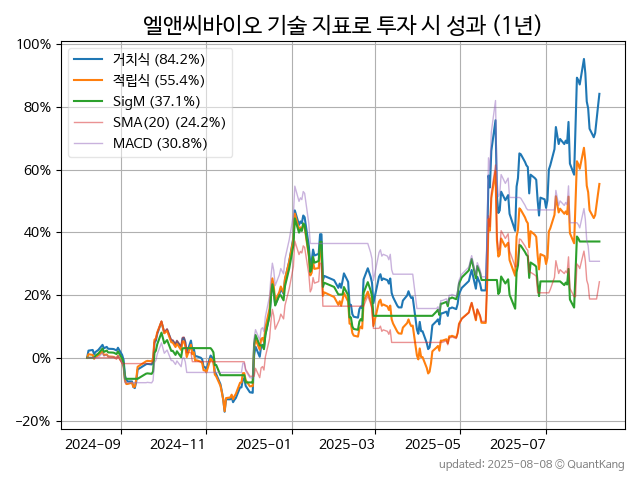 엘앤씨바이오 기술 지표로 투자 시 성과 (1년)
100%
80%
60%
40%
20%
0%
−20%
거치식 (84.2%)
적립식 (55.4%)
SigM (37.1%)
SMA(20) (24.2%)
MACD (30.8%)
2024-09
2024-11
2025-01
2025-03
2025-05
2025-07
updated: 2025-08-08 © QuantKang